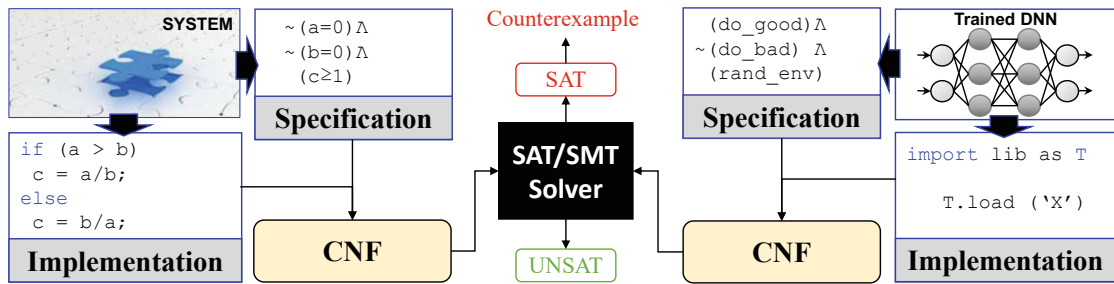 SYSTEM
~(a=0)Λ
~(b=0)Λ
(c≥1)
Specification
if (a > b)
c = a/b;
else
c = b/a;
Implementation
CNF
Counterexample
SAT
SAT/SMT
Solver
UNSAT
(do_good)Λ
~(do_bad) Λ
(rand_env)
Specification
Trained DNN
import lib as T
T.load (‘X’)
Implementation
CNF